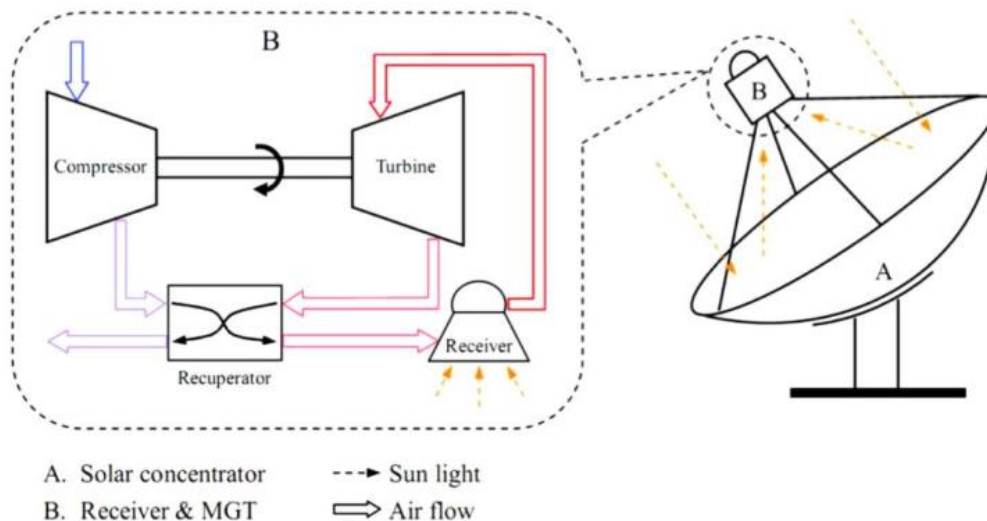 B
Compressor
Turbine
Recuperator
Receiver
B
A
A. Solar concentrator
Sun light
B. Receiver & MGT
Air flow